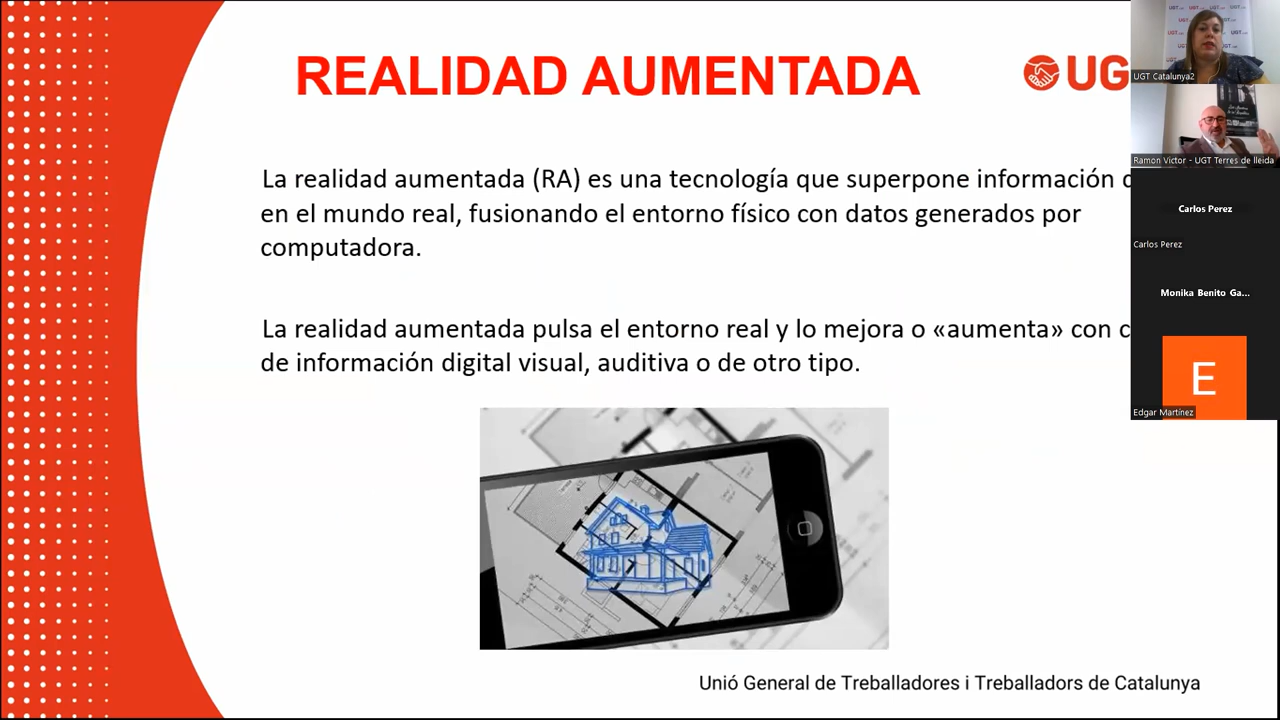 REALIDAD AUMENTADA
UG
La realidad aumentada (RA) es una tecnología que superpone información
en el mundo real, fusionando el entorno físico con datos generados por
computadora.
La realidad aumentada pulsa el entorno real y lo mejora o «aumenta» con
de información digital visual, auditiva o de otro tipo.
Unió General de Treballadores i Treballadors de Catalunya
UGT Catalunya2
Ramon Víctor - UGT Terres de lleida
Carlos Perez
Carlos Perez
Monika Benito Ga...
E
Edgar Martínez